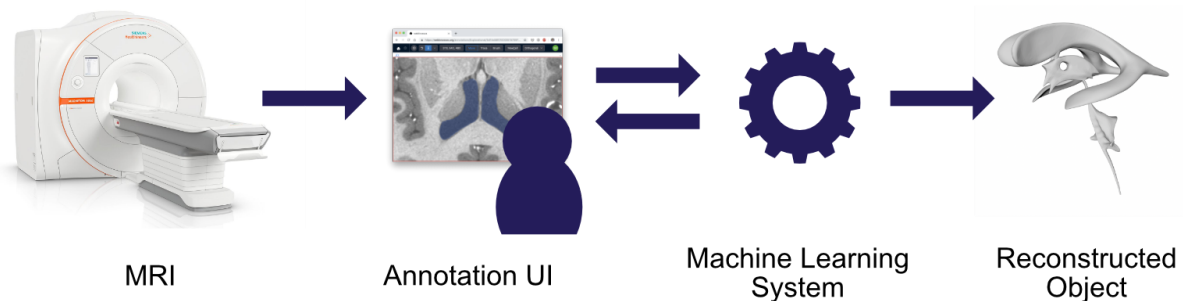 MRI
Annotation UI
Machine Learning
System
Reconstructed
Object